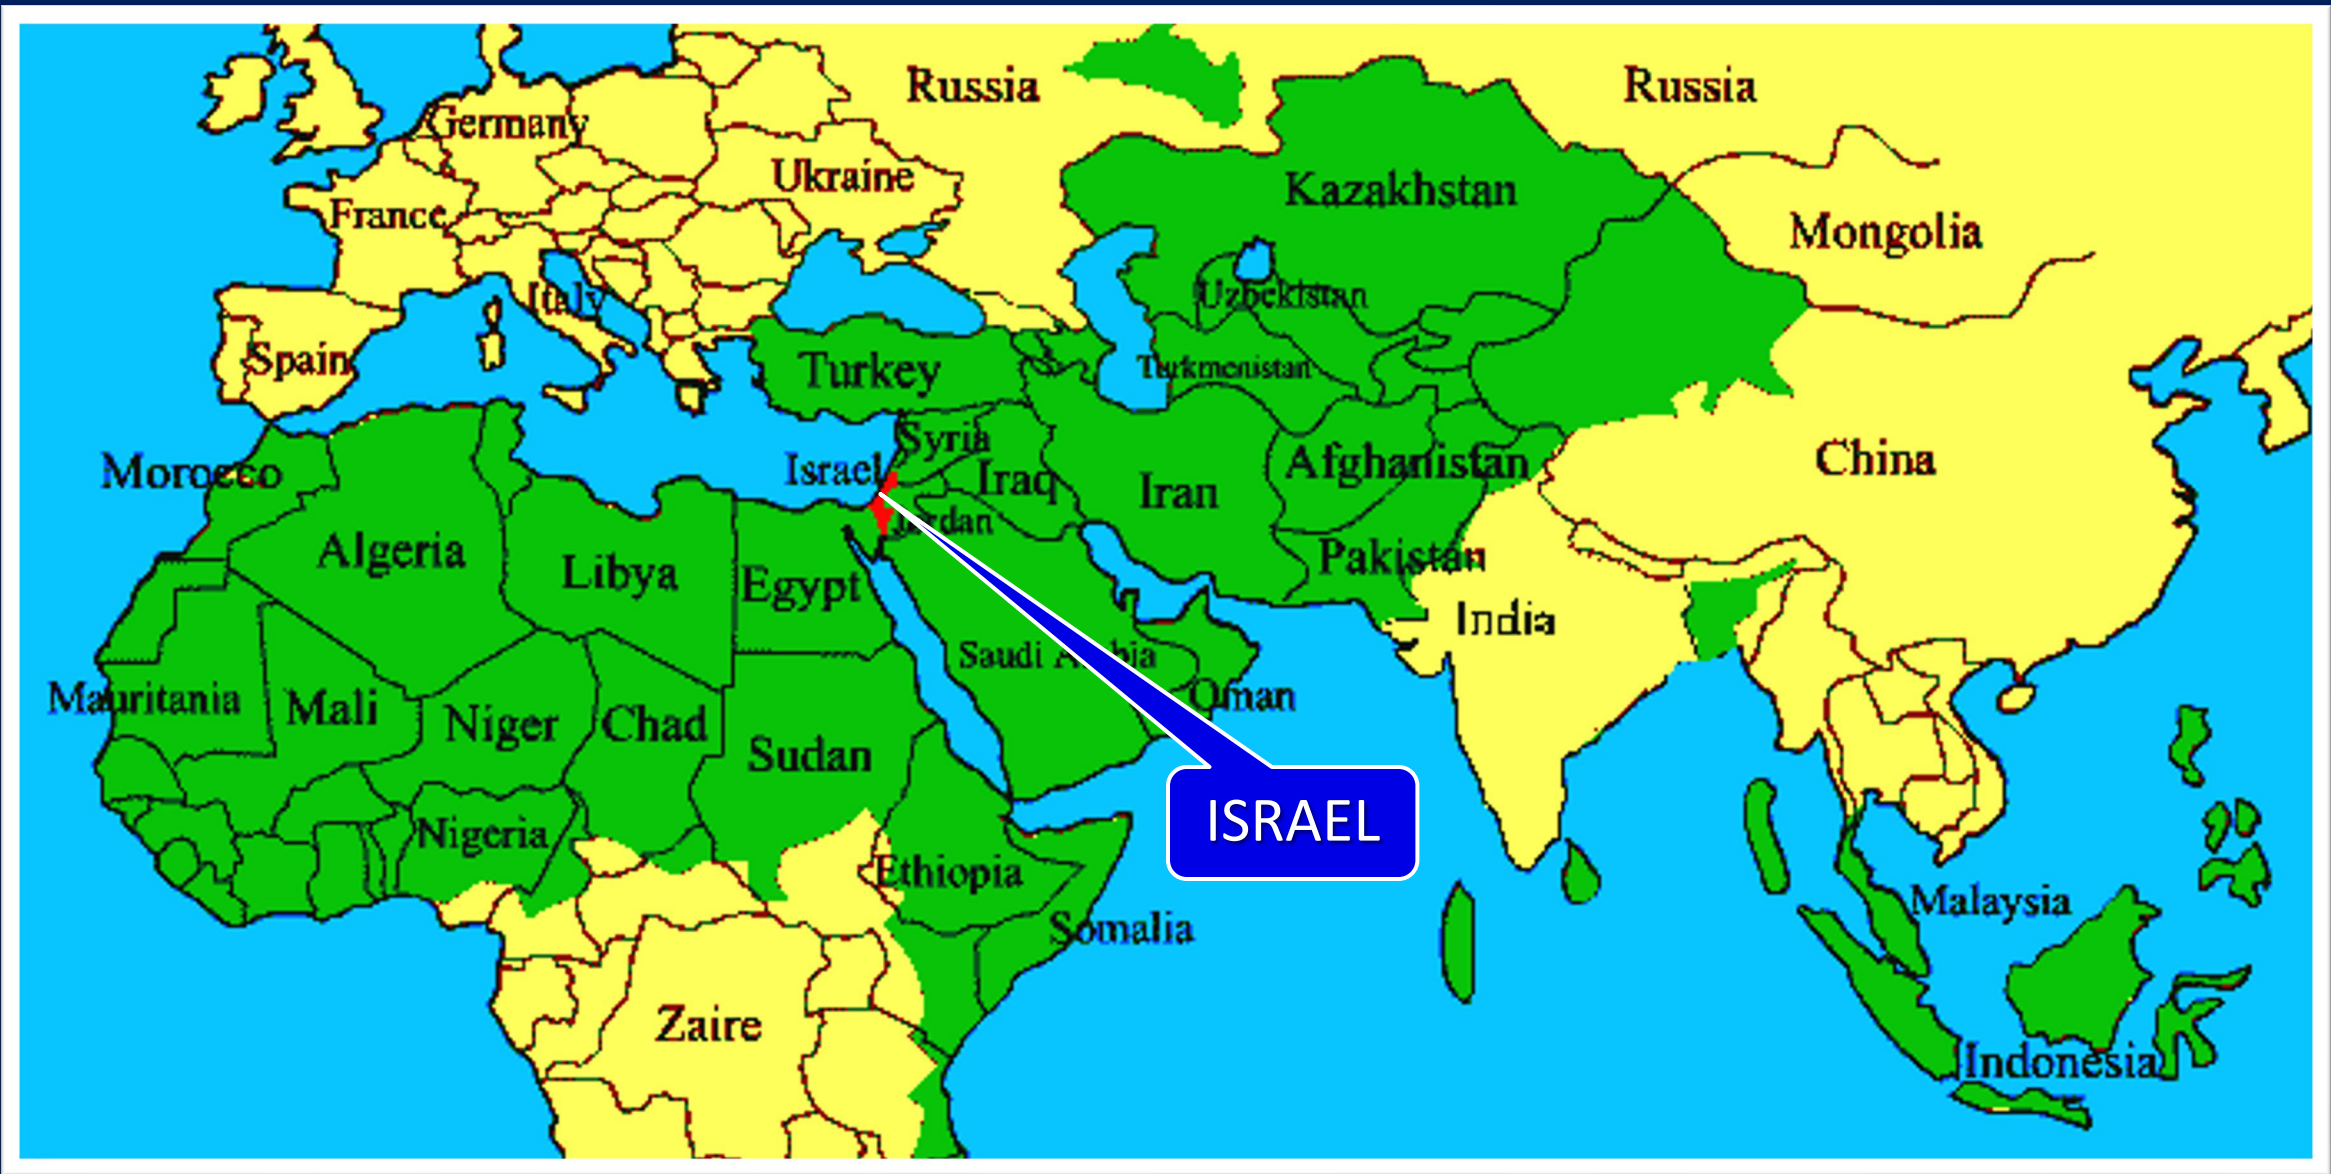 Russia
Russia
Germany
Ukraine
Kazakhstan
France
Mongolia
Italy
Uzbekistan
Spain
Turkey
Turkmenistan
Syria
China
Morocco
Israel
Iraq
Iran
Afghanistan
Jordan
Algeria
Libya
Egypt
Pakistan
India
Saudi Arabia
Mauritania
Mali
Niger
Chad
Oman
Sudan
ISRAEL
Nigeria
Ethiopia
Malaysia
Somalia
Zaire
Indonesia